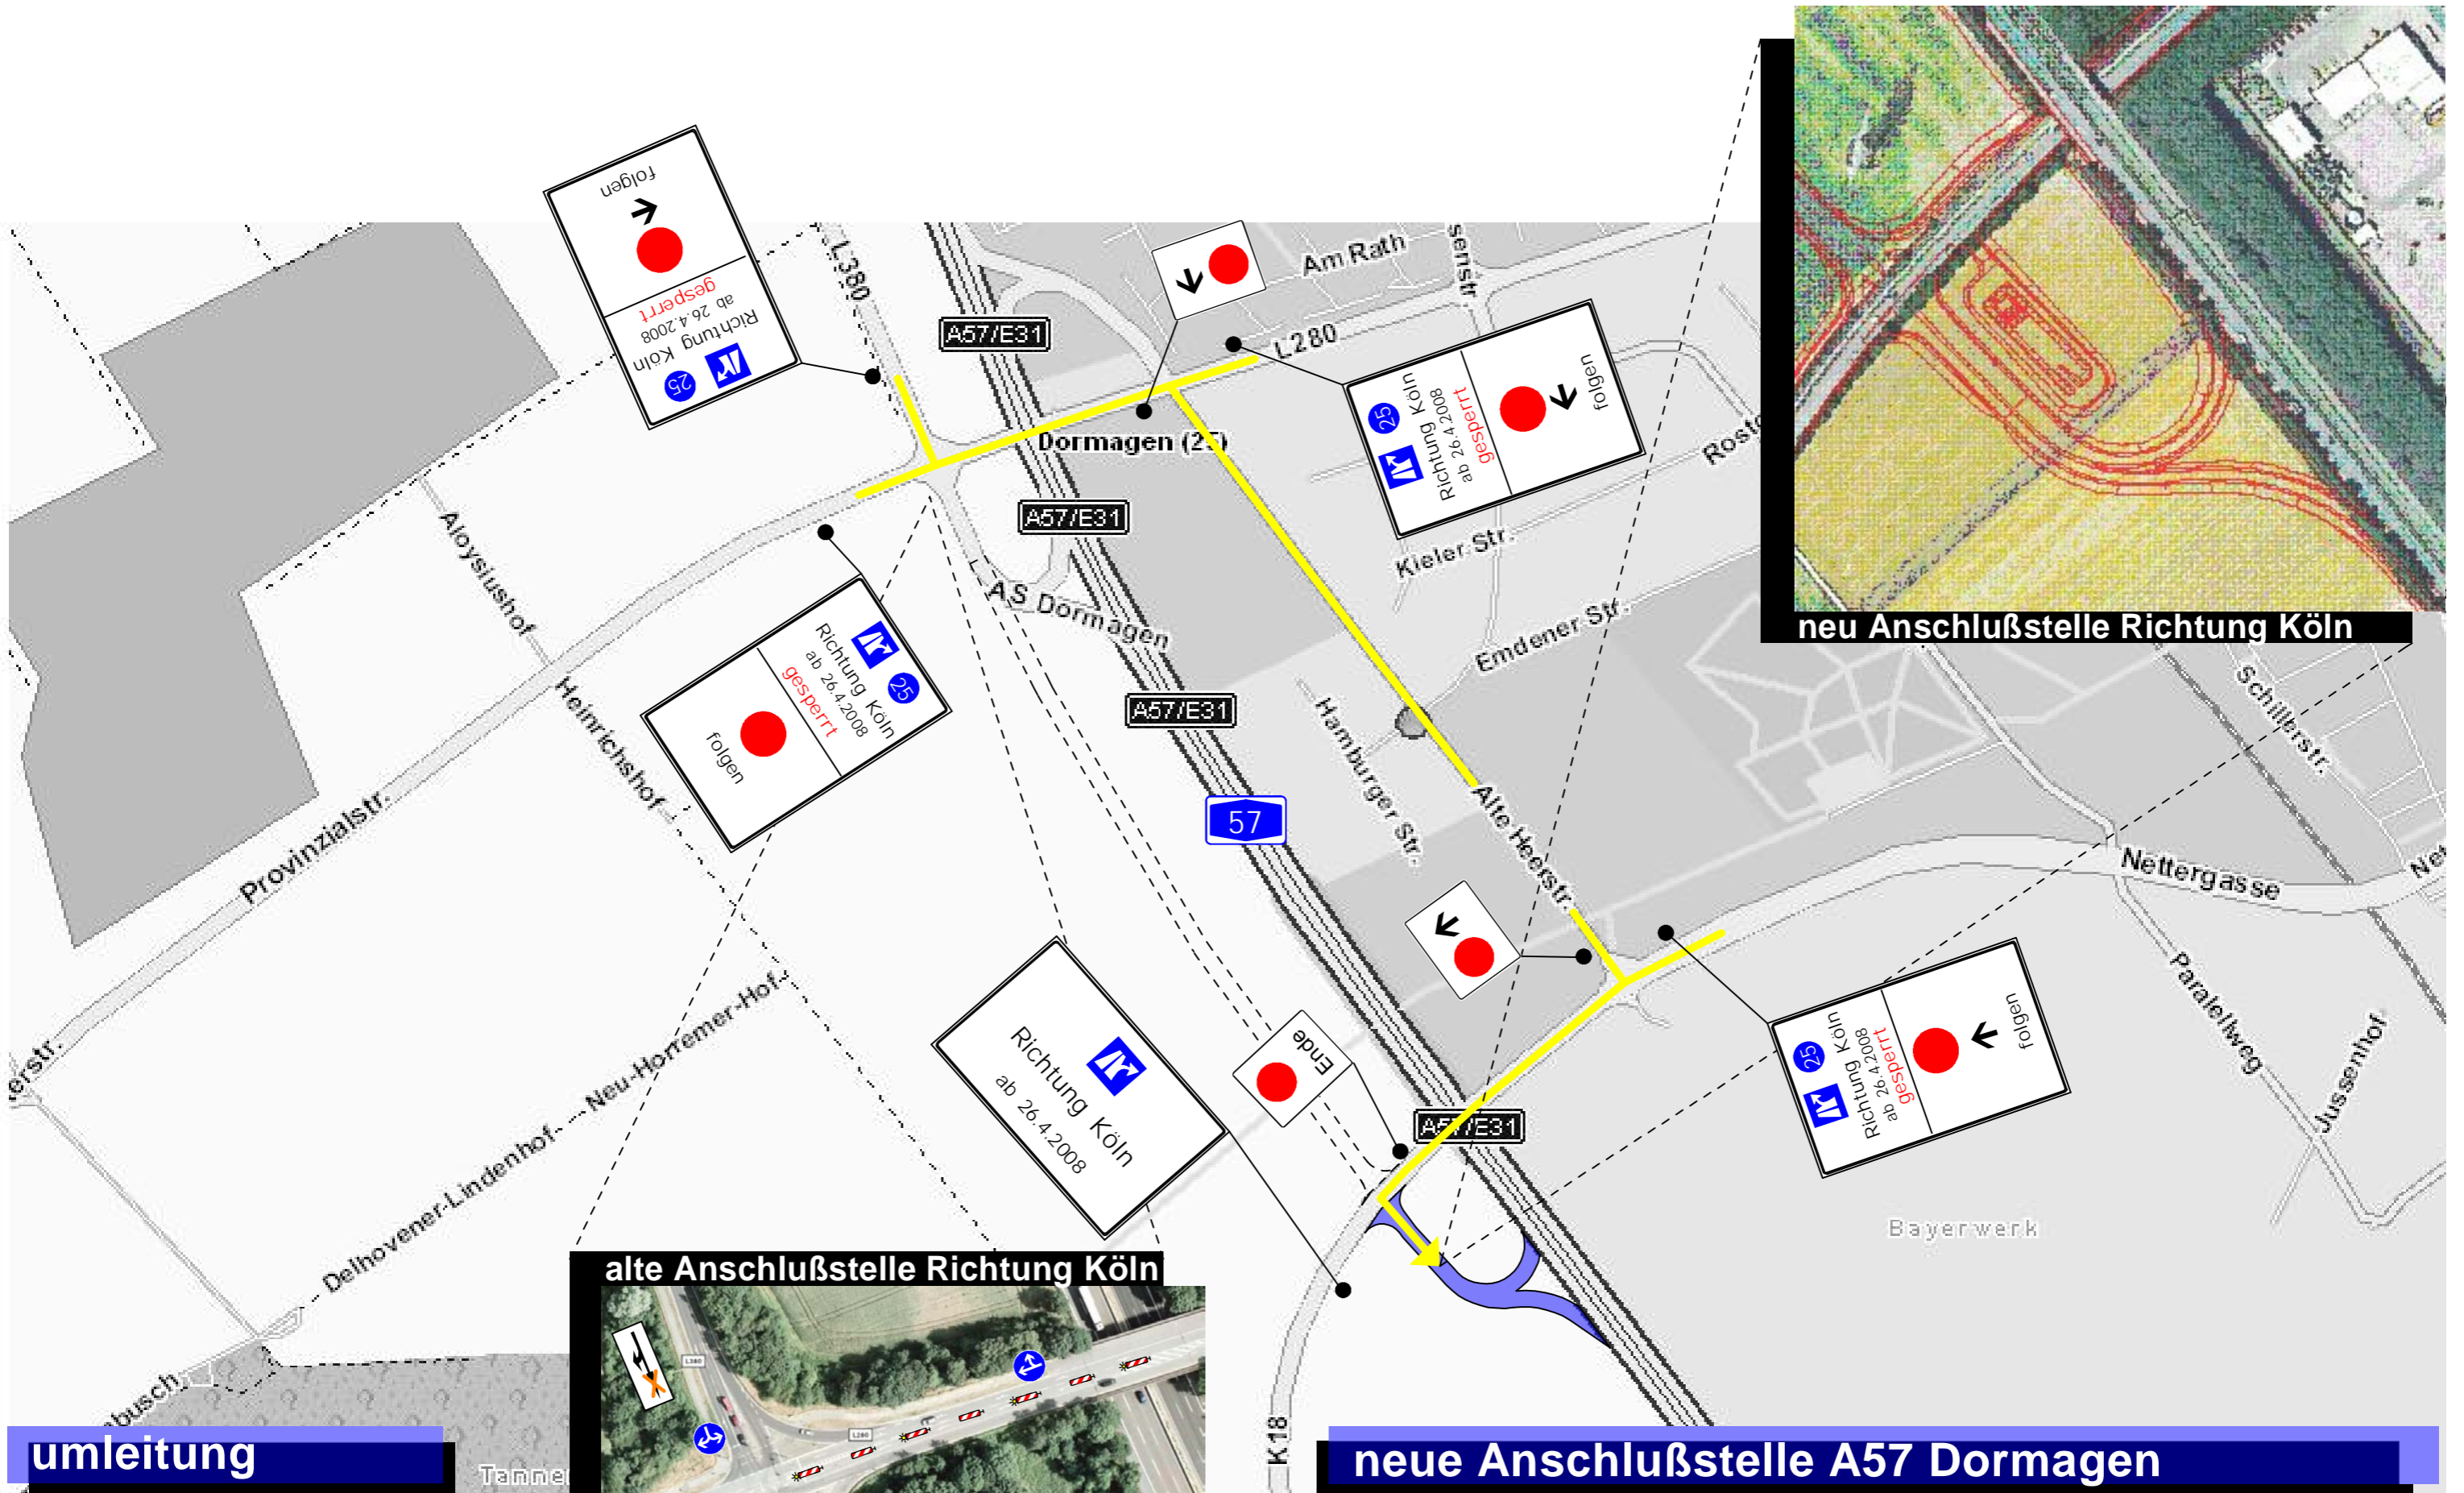 neu Anschlußstelle Richtung Köln
folgen
gesperrt
ab 26.4.2008
Richtung Köln
25
L380
A57/E31
Am Rath
L280
Dormagen (25)
25
Richtung Köln
ab 26.4.2008
gesperrt
folgen
A57/E31
Kieler Str.
AS Dormagen
Emdener Str.
Aloysiushof
Heinrichshof
25
Richtung Köln
ab 26.4.2008
gesperrt
folgen
A57/E31
Hamburger Str.
Schillerstr.
57
Alte Heerstr.
Provinzialstr.
Nettergasse
Delhovener-Lindenhof
Neu-Horremer-Hof
Richtung Köln
ab 26.4.2008
Ende
A57/E31
25
Richtung Köln
ab 26.4.2008
gesperrt
folgen
Paralellweg
Jussenhof
Bayerwerk
K18
alte Anschlußstelle Richtung Köln
L380
L280
umleitung
neue Anschlußstelle A57 Dormagen